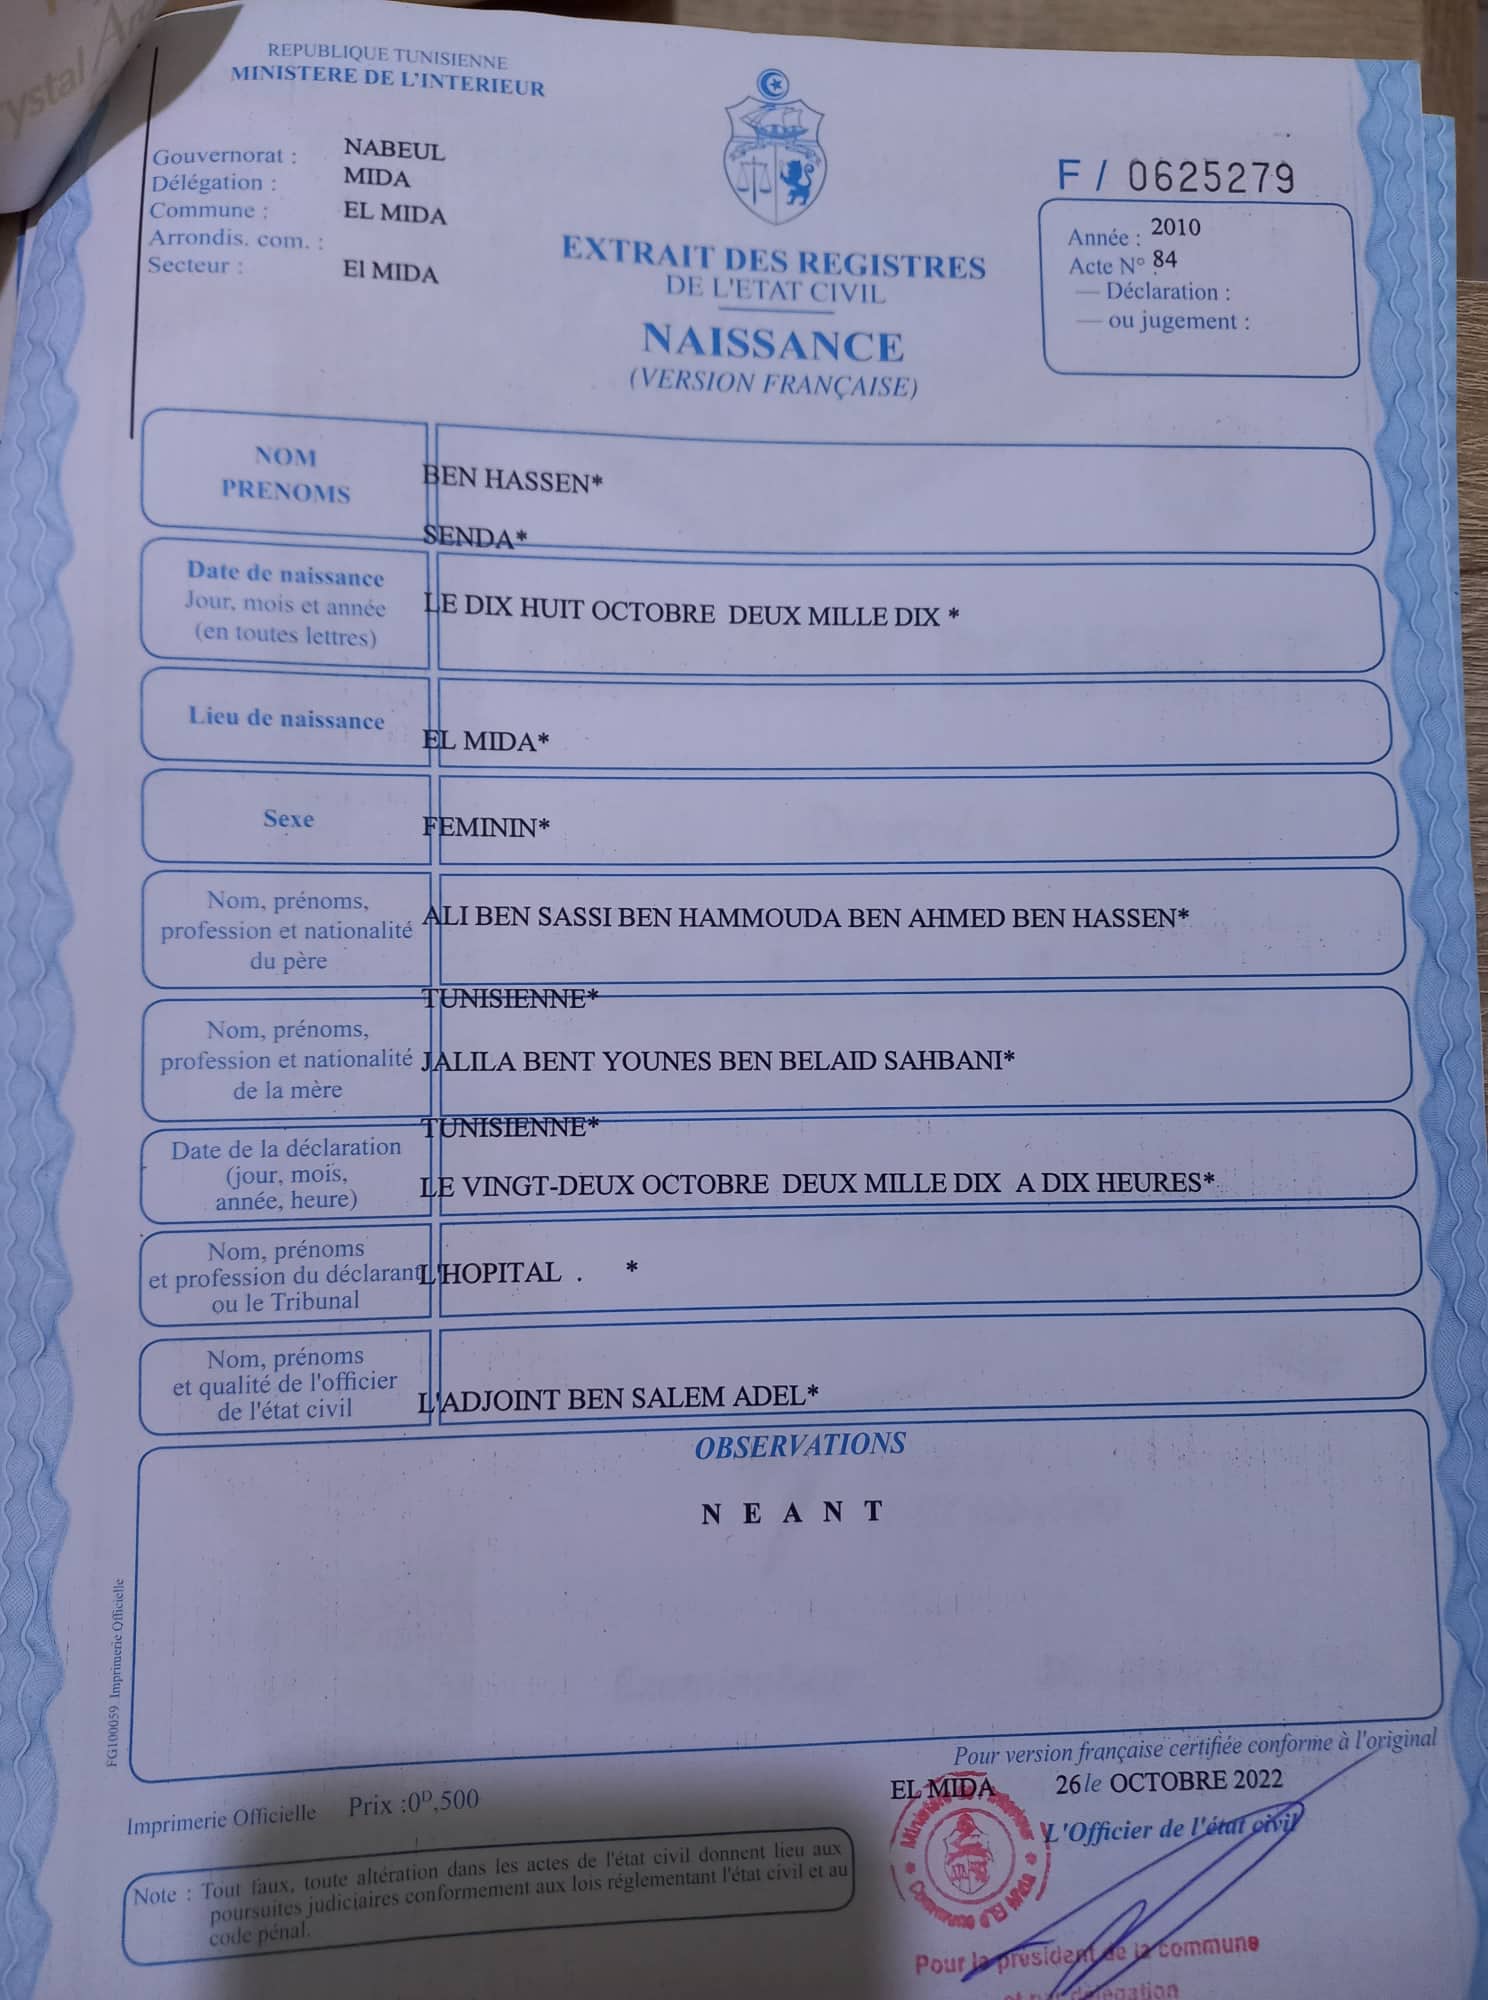 REPUBLIQUE TUNISIENNE
MINISTERE DE L'INTERIEUR
Gouvernorat : NABEUL
Délégation : MIDA
Commune : EL MIDA
Arrondis. com. :
Secteur : El MIDA
EXTRAIT DES REGISTRES
DE L'ETAT CIVIL
NAISSANCE
(VERSION FRANÇAISE)
F / 0625279
Année : 2010
Acte N° 84
— Déclaration :
— ou jugement :
NOM
PRENOMS
BEN HASSEN*
SENDA*
Date de naissance
Jour, mois et année
(en toutes lettres)
LE DIX HUIT OCTOBRE DEUX MILLE DIX *
Lieu de naissance
EL MIDA*
Sexe
FEMININ*
Nom, prénoms,
profession et nationalité
du père
ALI BEN SASSI BEN HAMMOUDA BEN AHMED BEN HASSEN*
TUNISIENNE*
Nom, prénoms,
profession et nationalité
de la mère
JALILA BENT YOUNES BEN BELAID SAHBANI*
TUNISIENNE*
Date de la déclaration
(jour, mois,
année, heure)
LE VINGT-DEUX OCTOBRE DEUX MILLE DIX A DIX HEURES*
Nom, prénoms
et profession du déclarant
ou le Tribunal
L'HOPITAL . *
Nom, prénoms
et qualité de l'officier
de l'état civil
L'ADJOINT BEN SALEM ADEL*
OBSERVATIONS
N E A N T
FG100059 Imprimerie Officielle
Pour version française certifiée conforme à l'original
EL MIDA 26 le OCTOBRE 2022
L'Officier de l'état civil
Imprimerie Officielle Prix :0D,500
Note : Tout faux, toute altération dans les actes de l'état civil donnent lieu aux
poursuites judiciaires conformement aux lois réglementant l'état civil et au
code pénal.
Pour le président de la commune
et par délégation